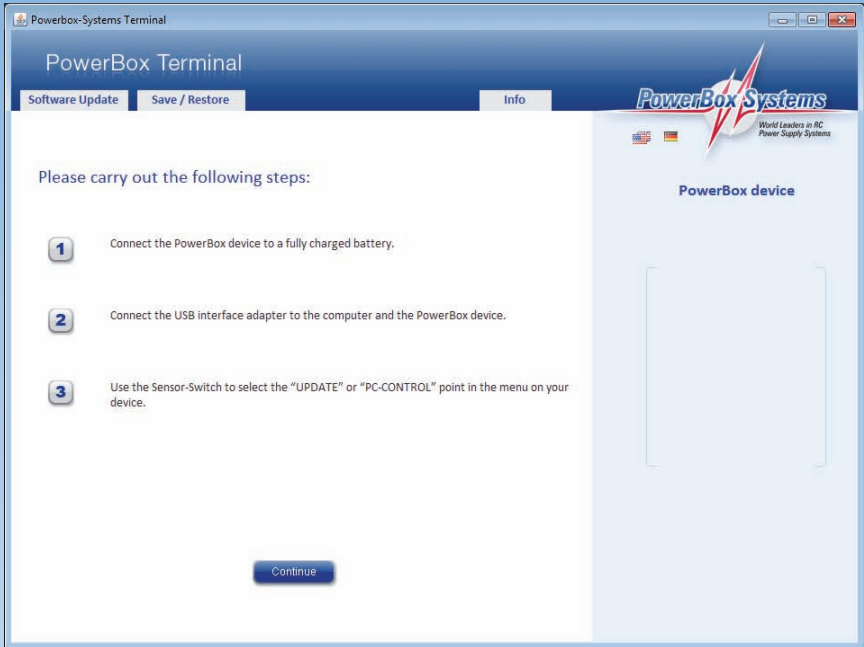 Powerbox-Systems Terminal
PowerBox Terminal
Software Update
Save / Restore
Info
PowerBox Systems
World Leaders in RC
Power Supply Systems
Please carry out the following steps:
PowerBox device
1
Connect the PowerBox device to a fully charged battery.
2
Connect the USB interface adapter to the computer and the PowerBox device.
3
Use the Sensor-Switch to select the “UPDATE” or “PC-CONTROL” point in the menu on your
device.
Continue